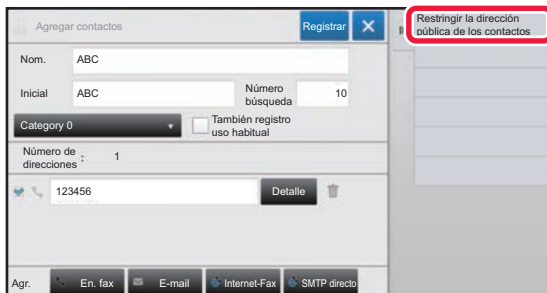 Agregar contactos
Registrar
Restringir la dirección
pública de los contactos
Nom.
ABC
Inicial
ABC
Número
búsqueda
10
Category 0
También registro
uso habitual
Número de
direcciones :
1
123456
Detalle
Agr.
En. fax
E-mail
Internet-Fax
SMTP directo